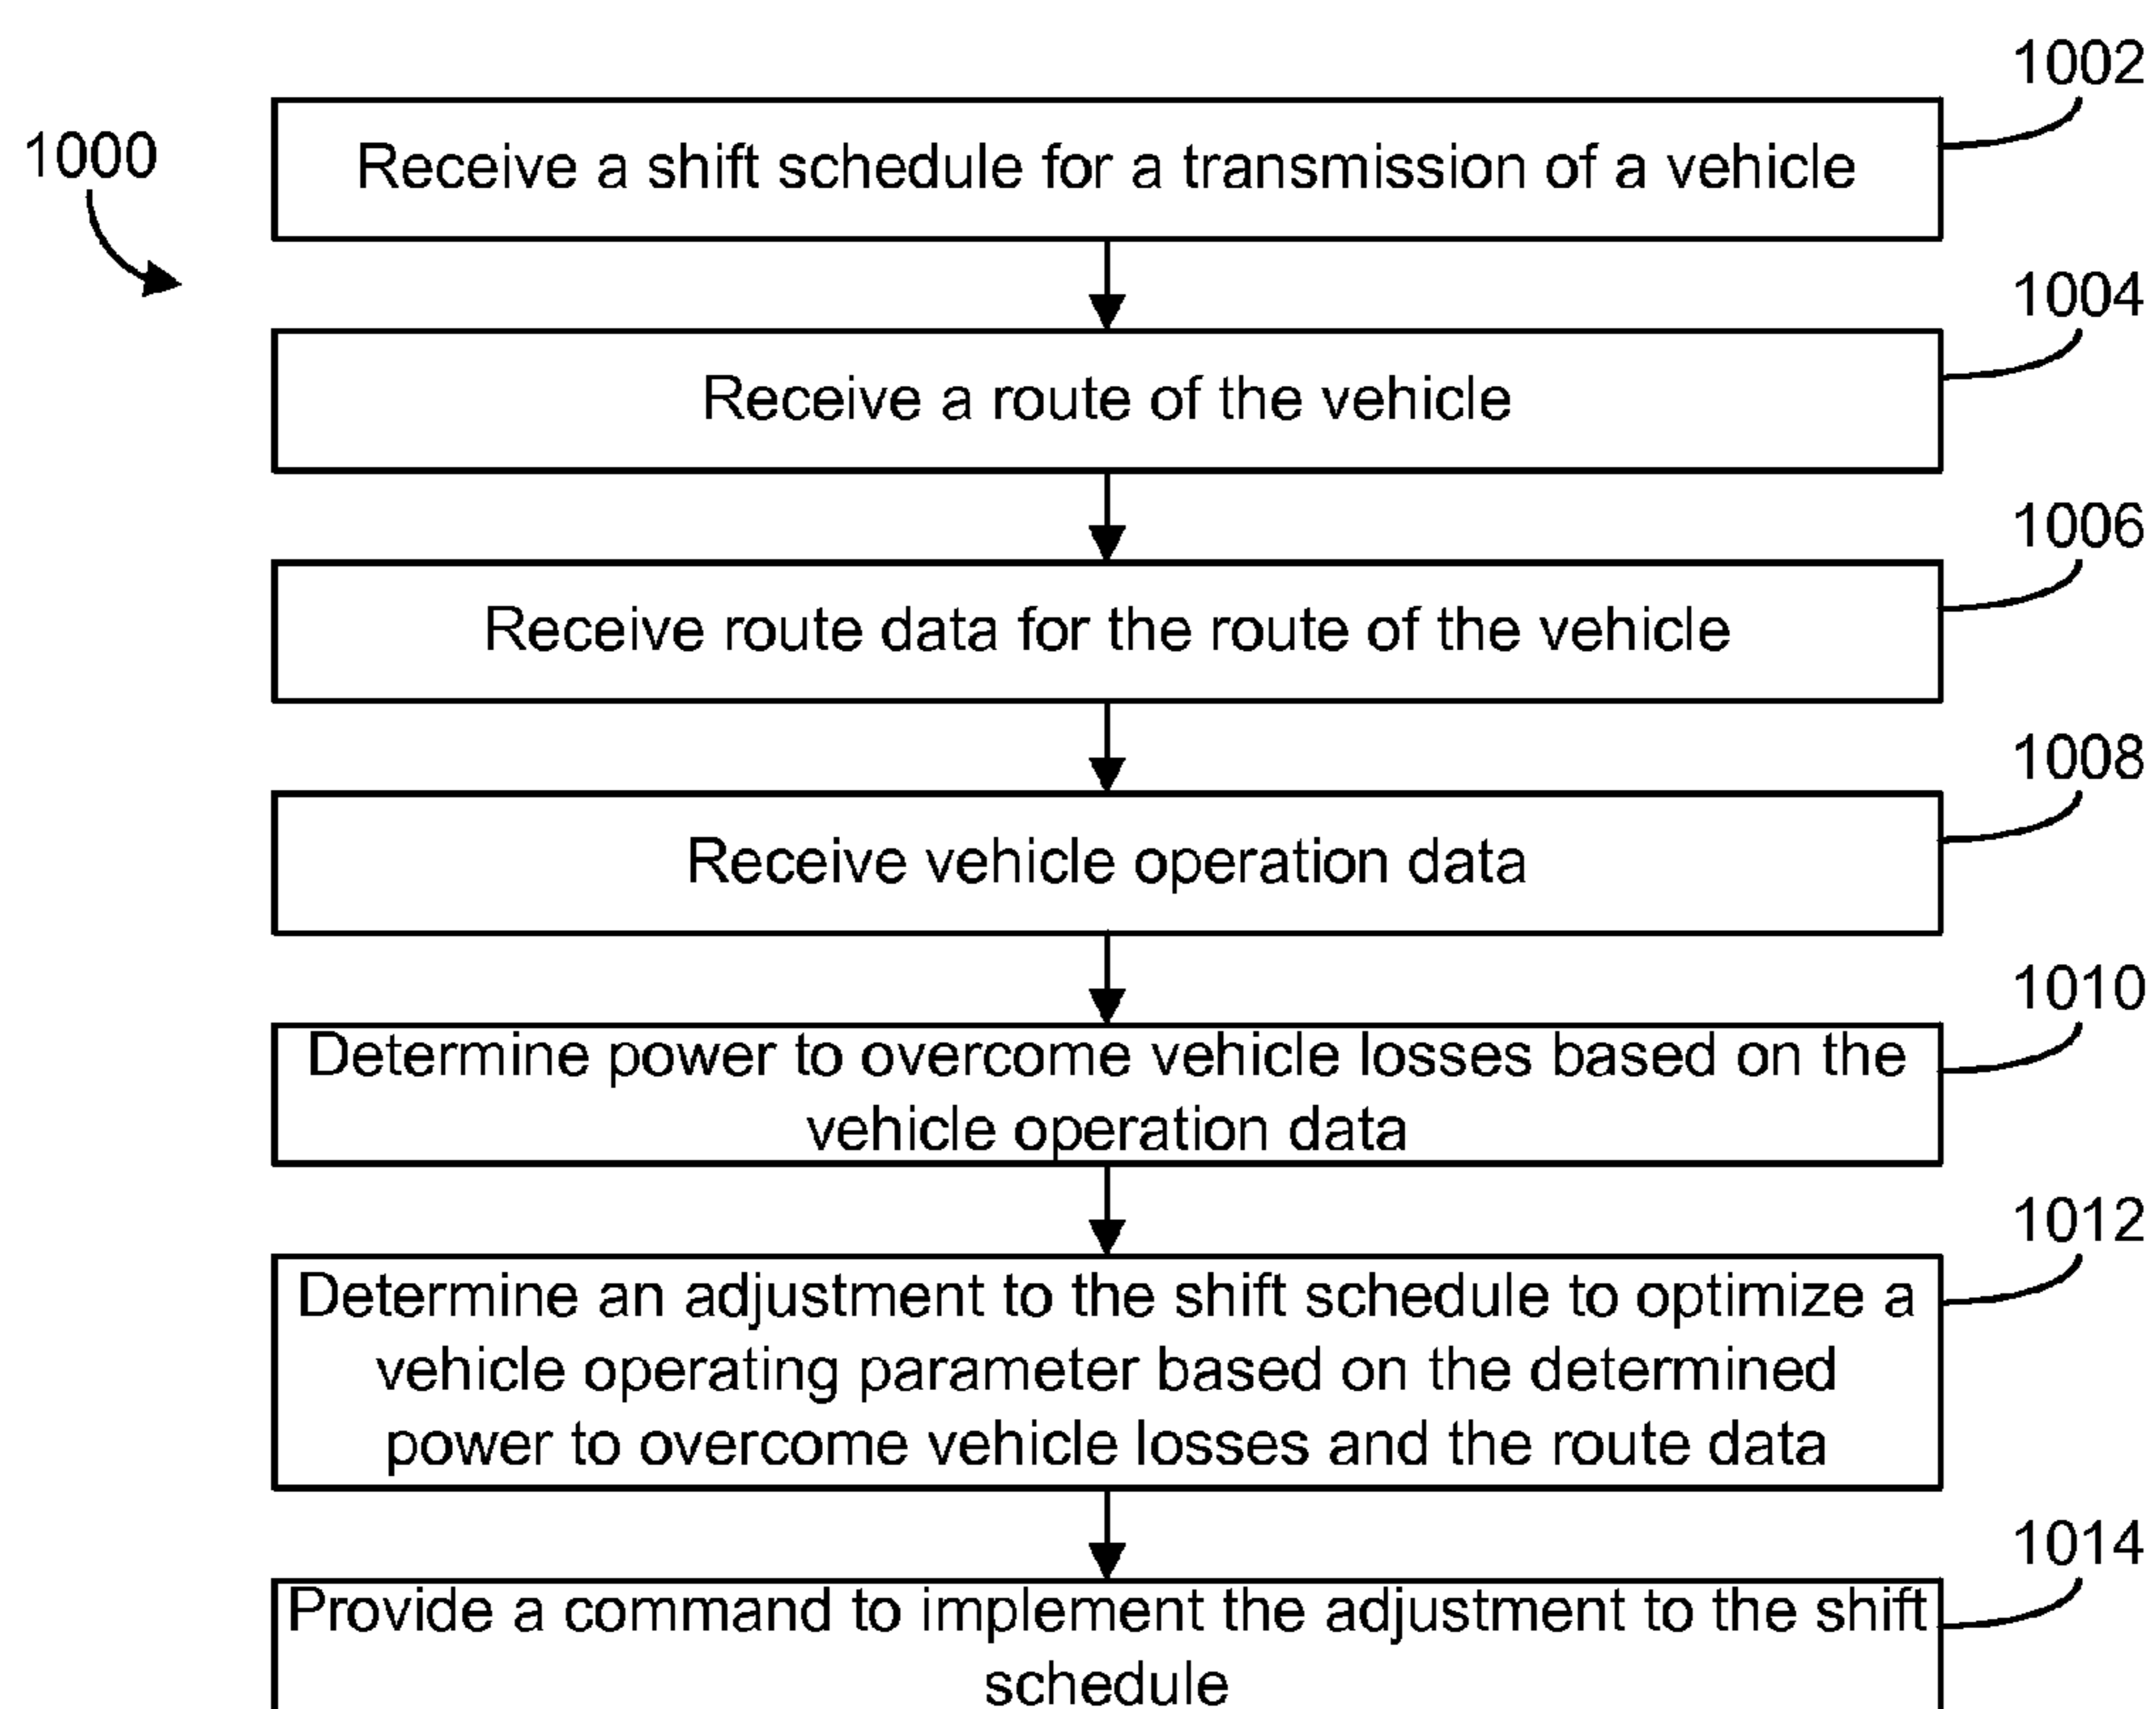 1002
1000
Receive a shift schedule for a transmission of a vehicle
1004
Receive a route of the vehicle
1006
Receive route data for the route of the vehicle
1008
Receive vehicle operation data
1010
Determine power to overcome vehicle losses based on the
vehicle operation data
1012
Determine an adjustment to the shift schedule to optimize a
vehicle operating parameter based on the determined
power to overcome vehicle losses and the route data
1014
Provide a command to implement the adjustment to the shift
schedule